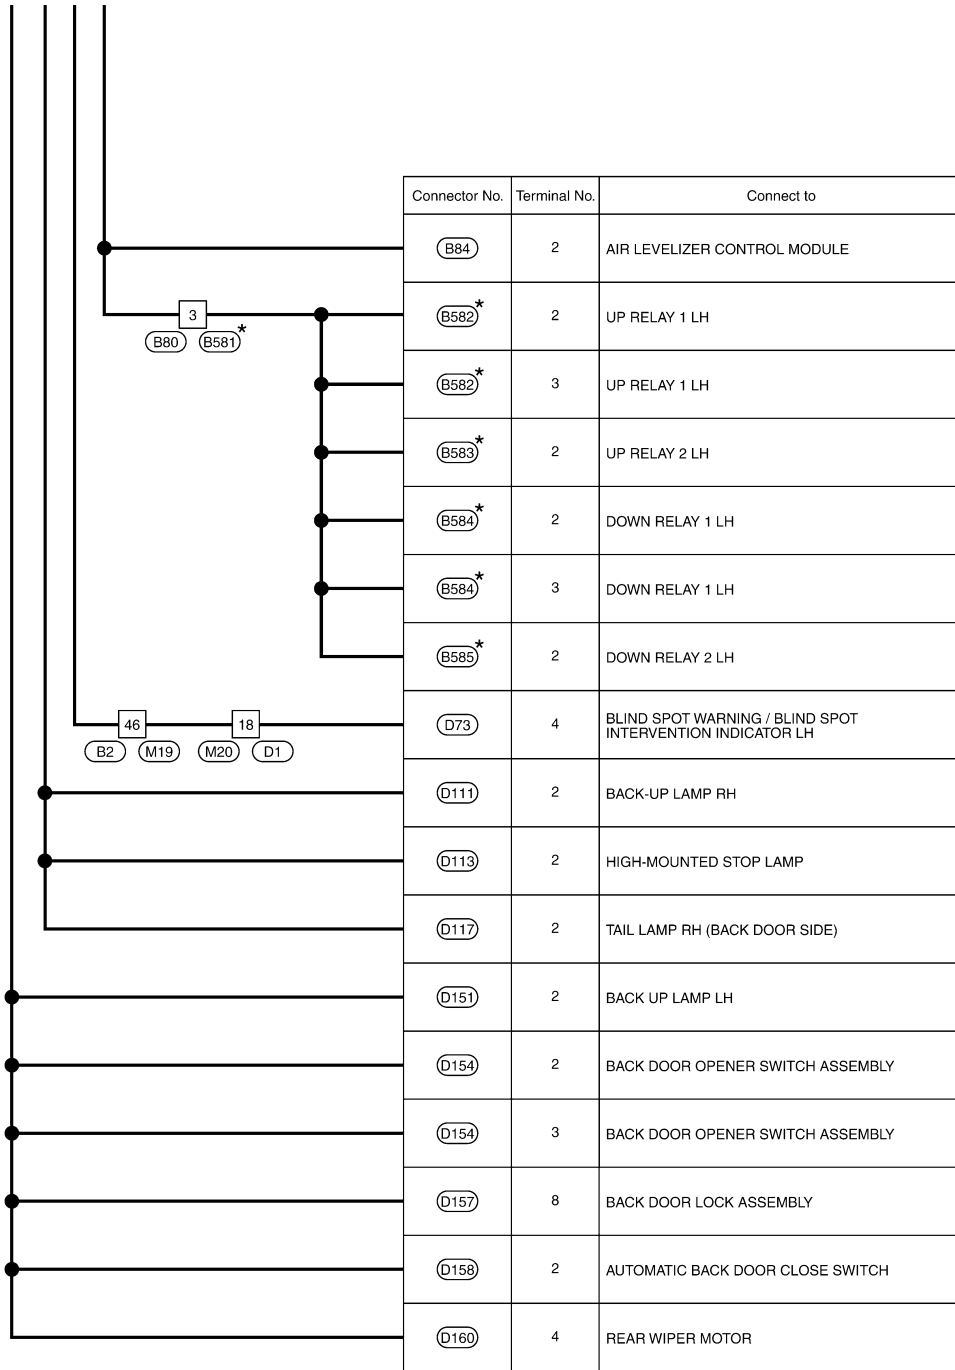 Connector No. Terminal No. Connect to
B84 2 AIR LEVELIZER CONTROL MODULE
3 B582* 2 UP RELAY 1 LH
B80 B581*
B582* 3 UP RELAY 1 LH
B583* 2 UP RELAY 2 LH
B584* 2 DOWN RELAY 1 LH
B584* 3 DOWN RELAY 1 LH
B585* 2 DOWN RELAY 2 LH
46 18 D73 4 BLIND SPOT WARNING / BLIND SPOT
INTERVENTION INDICATOR LH
B2 M19 M20 D1
D111 2 BACK-UP LAMP RH
D113 2 HIGH-MOUNTED STOP LAMP
D117 2 TAIL LAMP RH (BACK DOOR SIDE)
D151 2 BACK UP LAMP LH
D154 2 BACK DOOR OPENER SWITCH ASSEMBLY
D154 3 BACK DOOR OPENER SWITCH ASSEMBLY
D157 8 BACK DOOR LOCK ASSEMBLY
D158 2 AUTOMATIC BACK DOOR CLOSE SWITCH
D160 4 REAR WIPER MOTOR